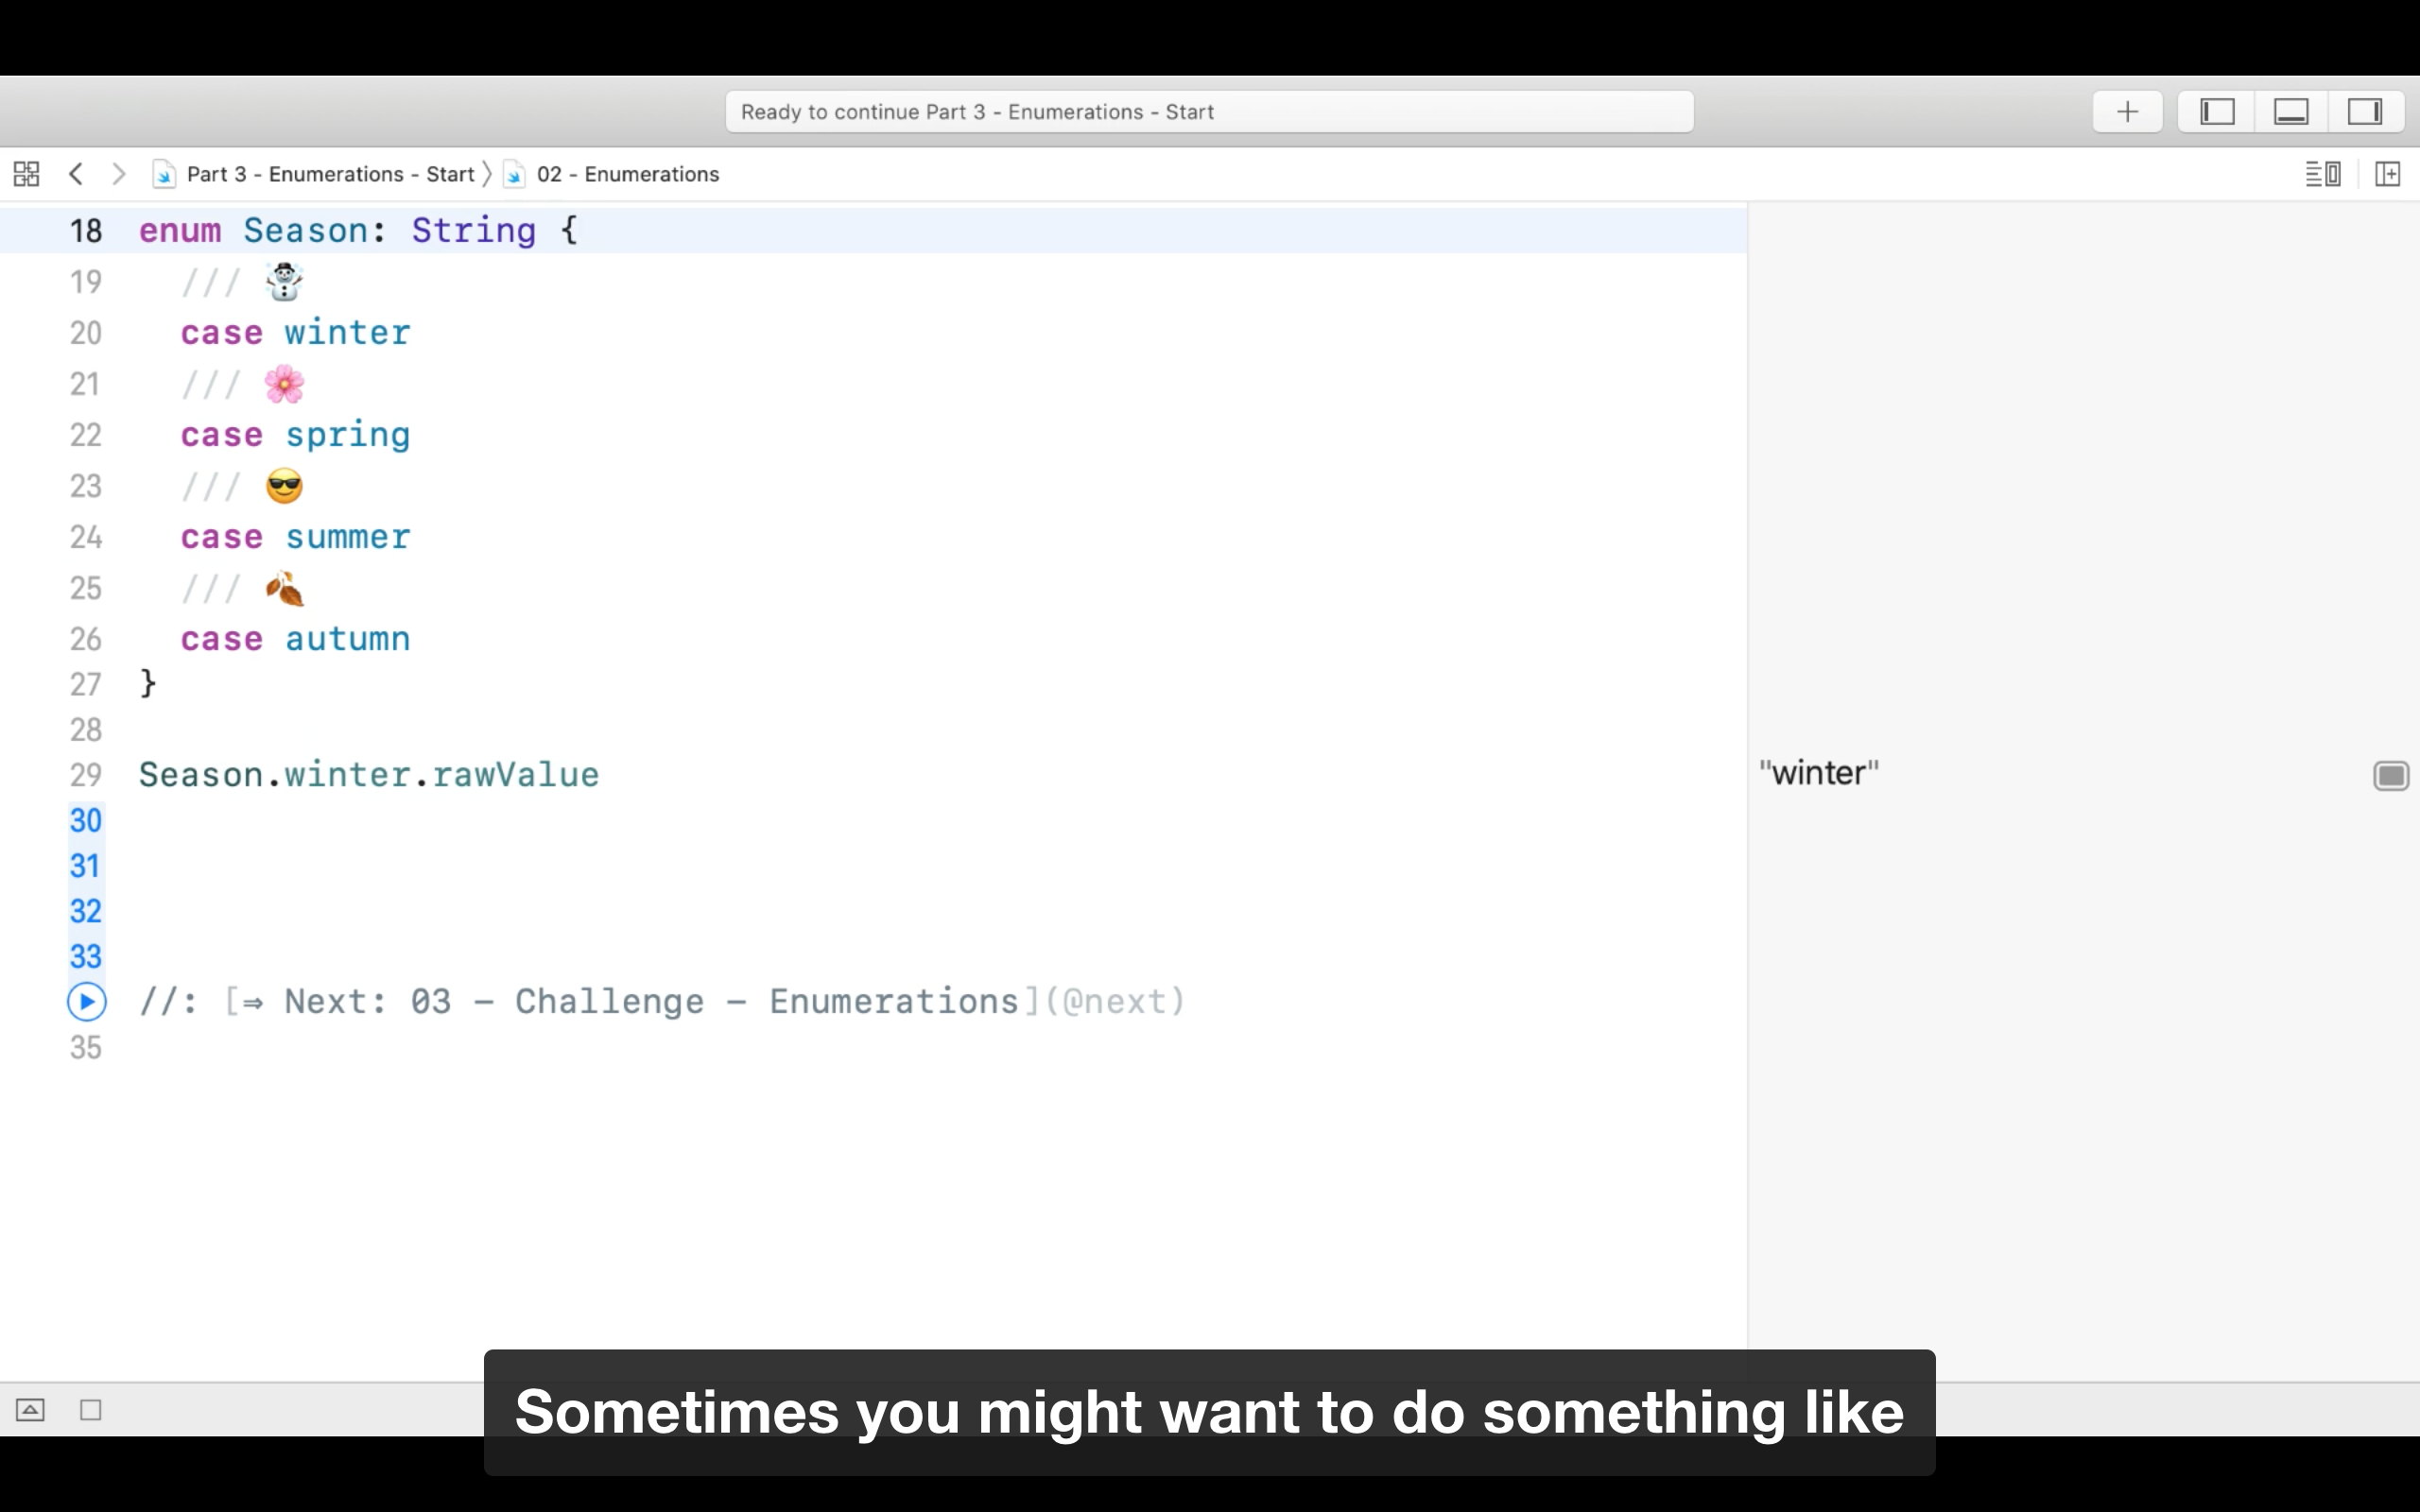 Ready to continue Part 3 - Enumerations - Start
Part 3 - Enumerations - Start 〉 02 - Enumerations
18 enum Season: String {
19 /// ☃️
20 case winter
21 /// 🌸
22 case spring
23 /// 😎
24 case summer
25 /// 🍂
26 case autumn
27 }
28
29 Season.winter.rawValue "winter"
30
31
32
33
//: [⇒ Next: 03 – Challenge – Enumerations](@next)
35
Sometimes you might want to do something like